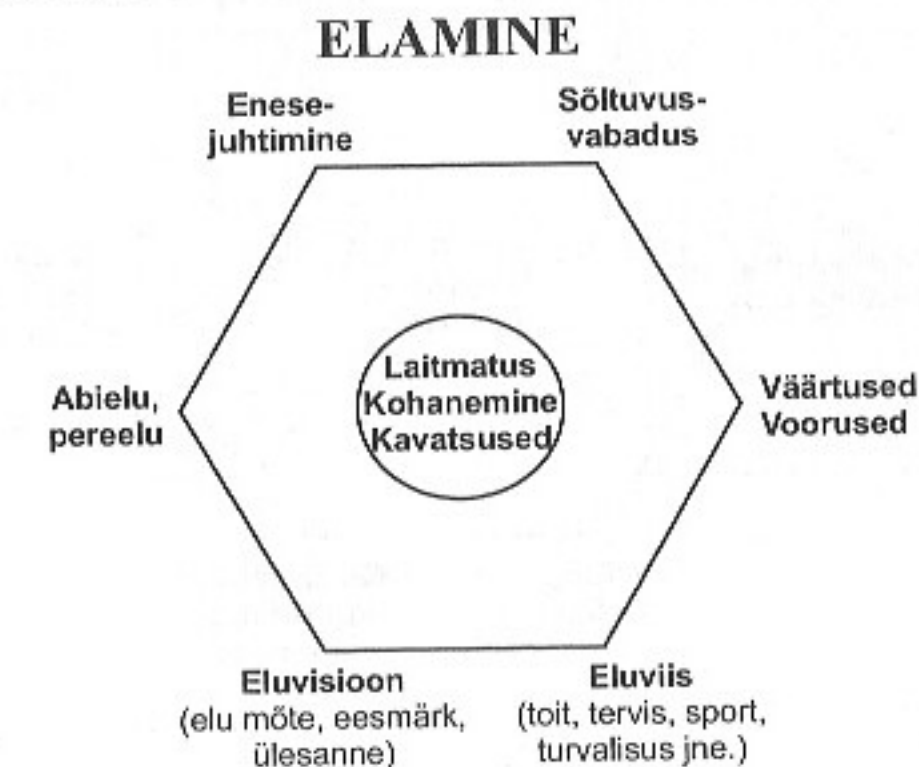 ELAMINE
Enese-
juhtimine
Sõltuvus-
vabadus
Abielu,
pereelu
Laitmatus
Kohanemine
Kavatsused
Väärtused
Voorused
Eluvisioon
(elu mõte, eesmärk,
ülesanne)
Eluviis
(toit, tervis, sport,
turvalisus jne.)